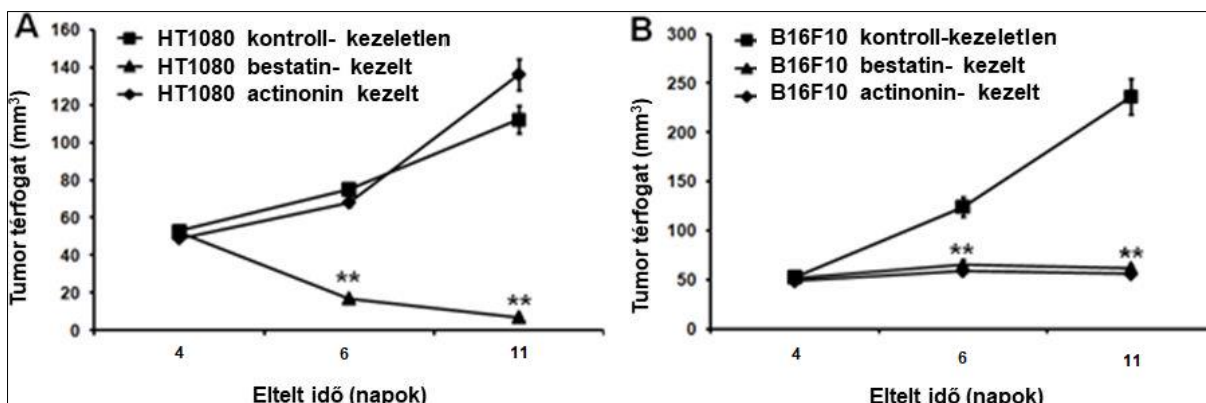 A
HT1080 kontroll- kezeletlen
HT1080 bestatin- kezelt
HT1080 actinonin kezelt
Tumor térfogat (mm³)
160
140
120
100
80
60
40
20
0
**
**
4
6
11
Eltelt idő (napok)
B
B16F10 kontroll-kezeletlen
B16F10 bestatin- kezelt
B16F10 actinonin- kezelt
Tumor térfogat (mm³)
300
250
200
150
100
50
0
**
**
4
6
11
Eltelt idő (napok)